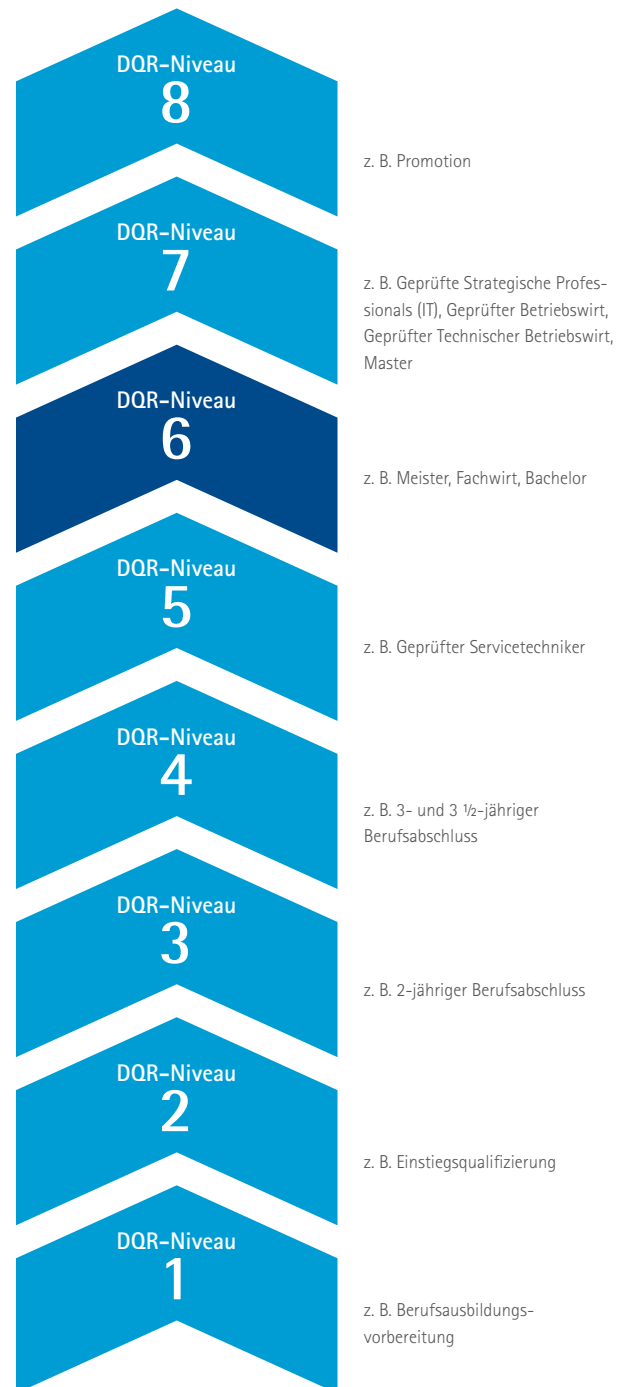 DQR-Niveau
8
z. B. Promotion
DQR-Niveau
7
z. B. Geprüfte Strategische Profes-
sionals (IT), Geprüfter Betriebswirt,
Geprüfter Technischer Betriebswirt,
Master
DQR-Niveau
6
z. B. Meister, Fachwirt, Bachelor
DQR-Niveau
5
z. B. Geprüfter Servicetechniker
DQR-Niveau
4
z. B. 3- und 3 ½-jähriger
Berufsabschluss
DQR-Niveau
3
z. B. 2-jähriger Berufsabschluss
DQR-Niveau
2
z. B. Einstiegsqualifizierung
DQR-Niveau
1
z. B. Berufsausbildungs-
vorbereitung